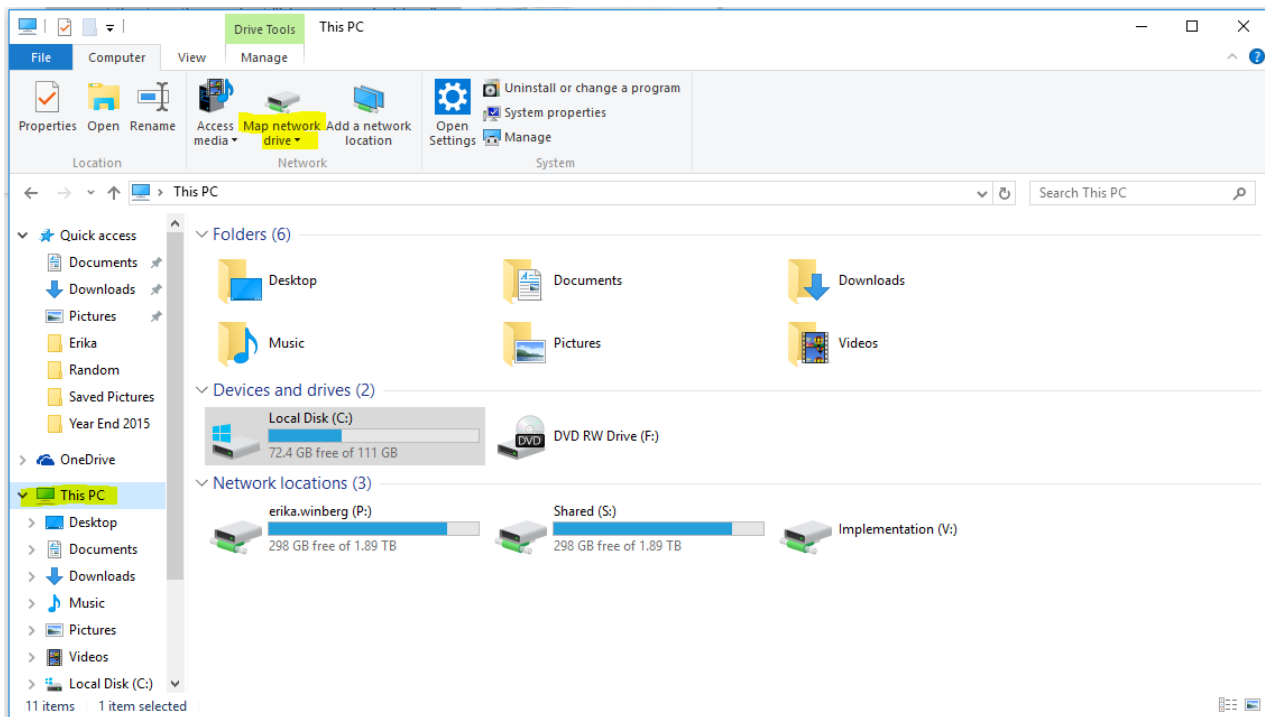 Drive Tools
This PC
File
Computer
View
Manage
Properties
Open
Rename
Access media
Map network drive
Add a network location
Open Settings
Uninstall or change a program
System properties
Manage
Location
Network
System
This PC
Search This PC
Quick access
Documents
Downloads
Pictures
Erika
Random
Saved Pictures
Year End 2015
OneDrive
This PC
Desktop
Documents
Downloads
Music
Pictures
Videos
Local Disk (C:)
Folders (6)
Desktop
Documents
Downloads
Music
Pictures
Videos
Devices and drives (2)
Local Disk (C:)
72.4 GB free of 111 GB
DVD
DVD RW Drive (F:)
Network locations (3)
erika.winberg (P:)
298 GB free of 1.89 TB
Shared (S:)
298 GB free of 1.89 TB
Implementation (V:)
11 items
1 item selected